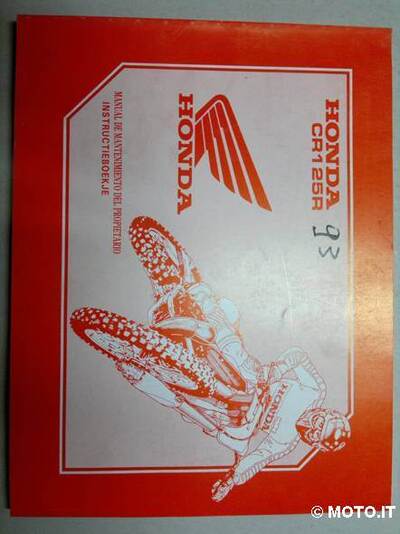 HONDA
CR125R
93
HONDA
MANUAL DE MANTENIMIENTO DEL PROPIETARIO
INSTRUCTIEBOEKJE
HONDA
© MOTO.IT